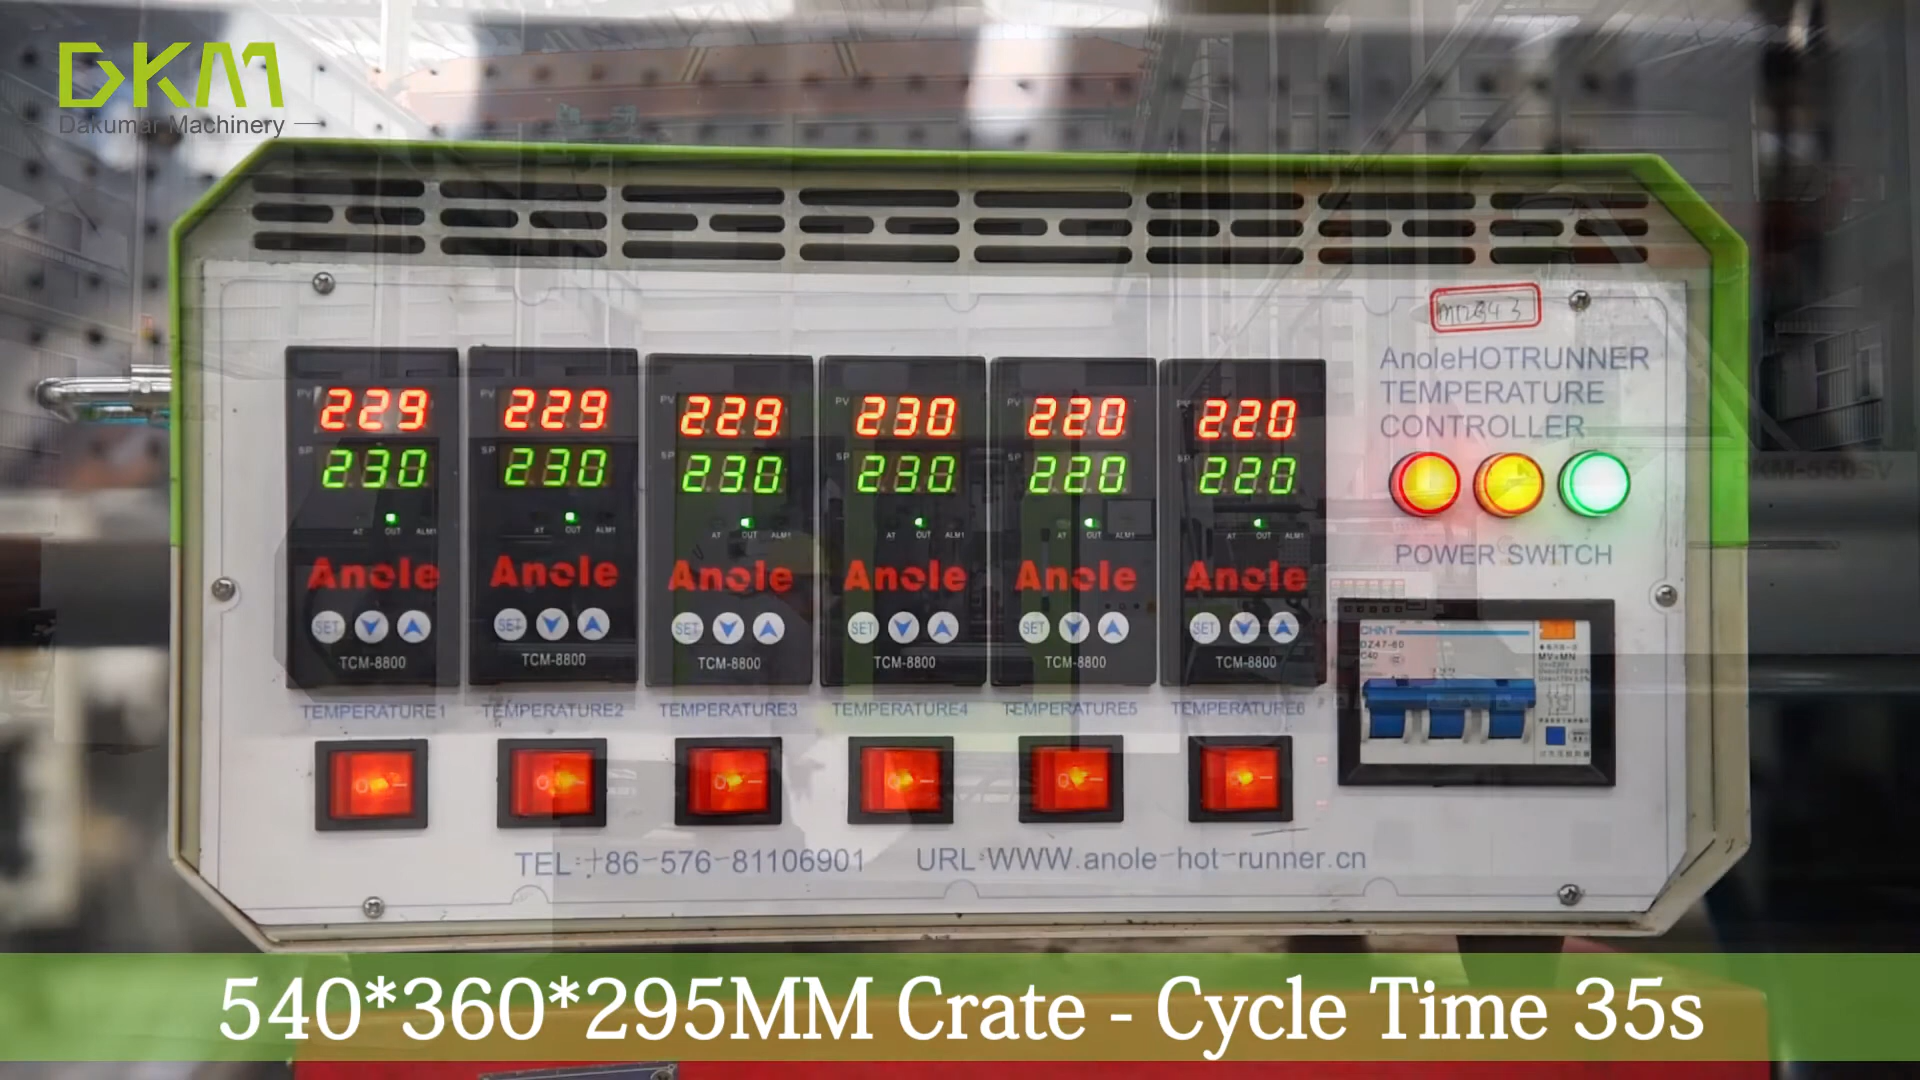 DKM
Dakumar Machinery
AnoleHOTRUNNER
TEMPERATURE
CONTROLLER
POWER SWITCH
PV 229
SP 230
AT OUT ALM1
Anole
SET
TCM-8800
TEMPERATURE1
PV 229
SP 230
AT OUT ALM1
Anole
SET
TCM-8800
TEMPERATURE2
PV 229
SP 230
AT OUT ALM1
Anole
SET
TCM-8800
TEMPERATURE3
PV 230
SP 230
AT OUT ALM1
Anole
SET
TCM-8800
TEMPERATURE4
PV 220
SP 220
AT OUT ALM1
Anole
SET
TCM-8800
TEMPERATURE5
PV 220
SP 220
AT OUT ALM1
Anole
SET
TCM-8800
TEMPERATURE6
CHNT
DZ47-60
C40
DKM-550SV
TEL:+86-576-81106901 URL:WWW.anole-hot-runner.cn
540*360*295MM Crate - Cycle Time 35s